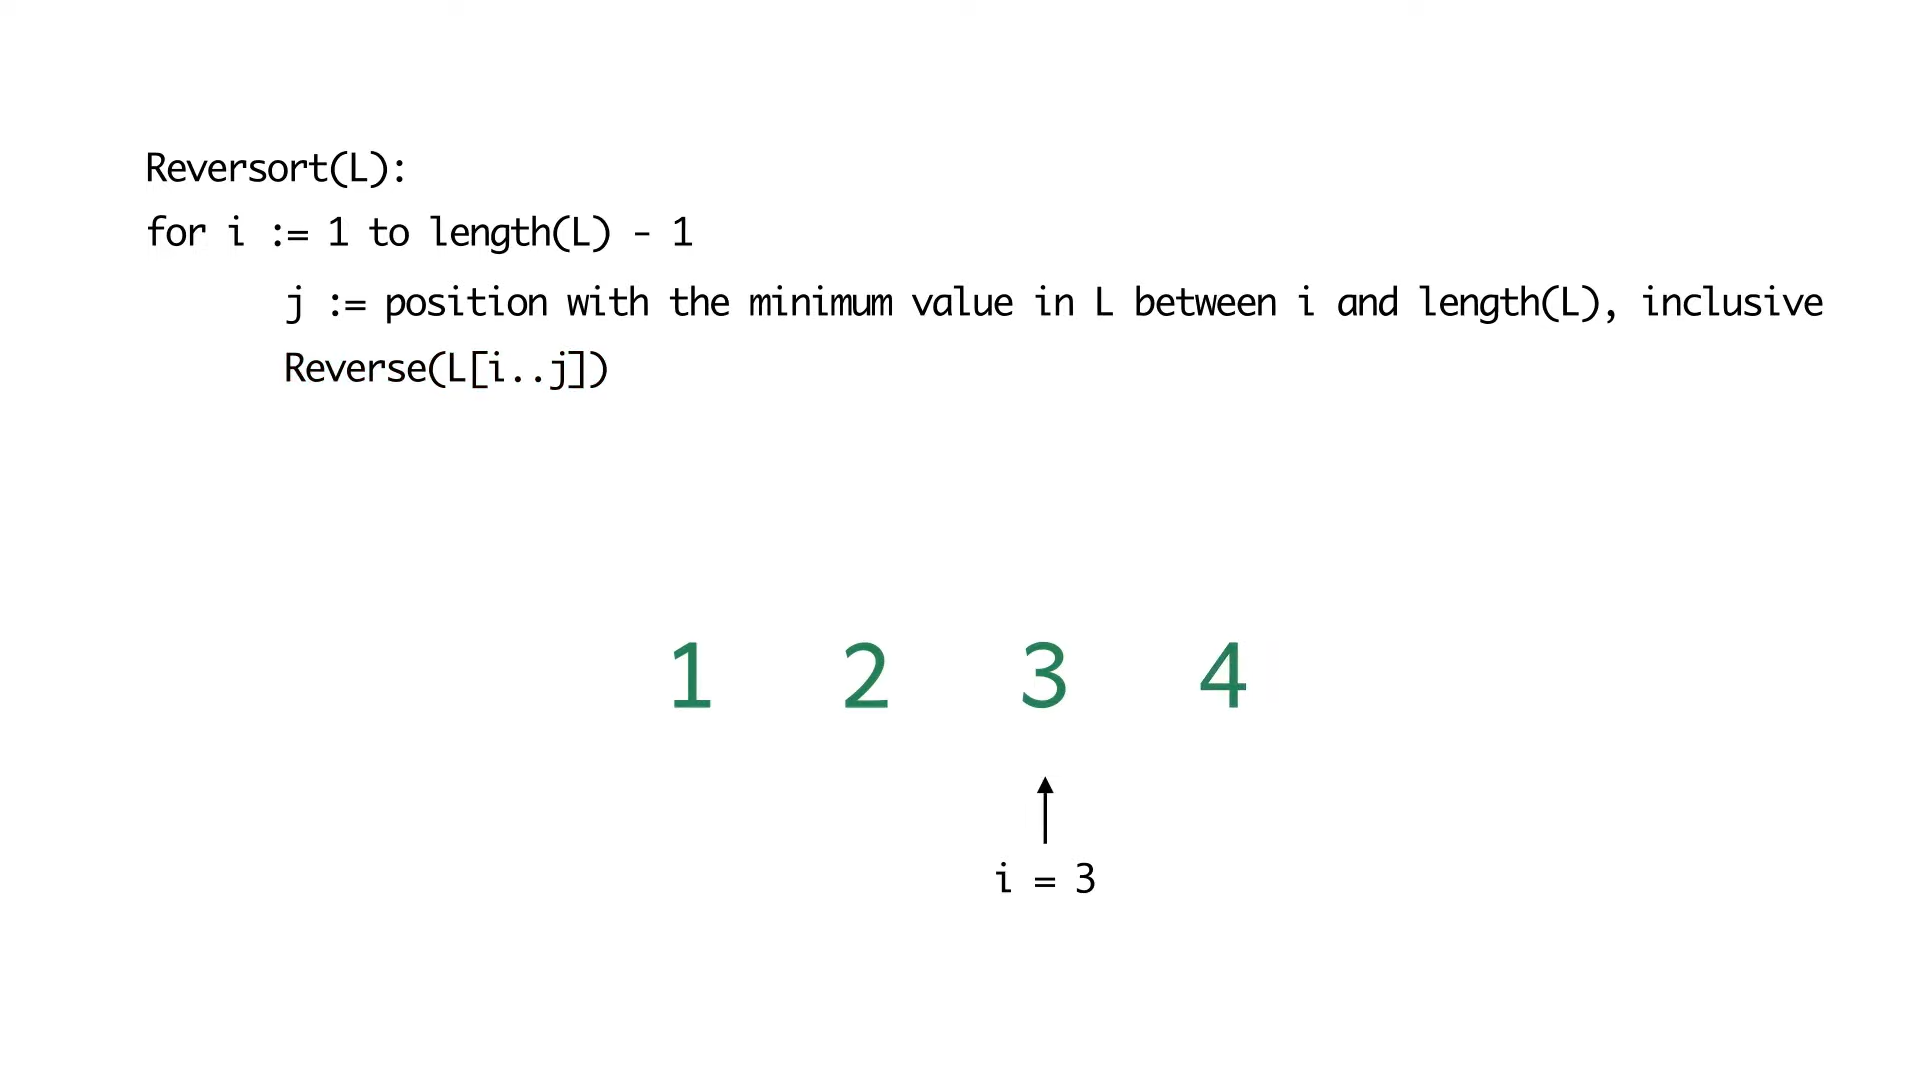 Reversort(L):
for i := 1 to length(L) - 1
j := position with the minimum value in L between i and length(L), inclusive
Reverse(L[i..j])
1 2 3 4
i = 3